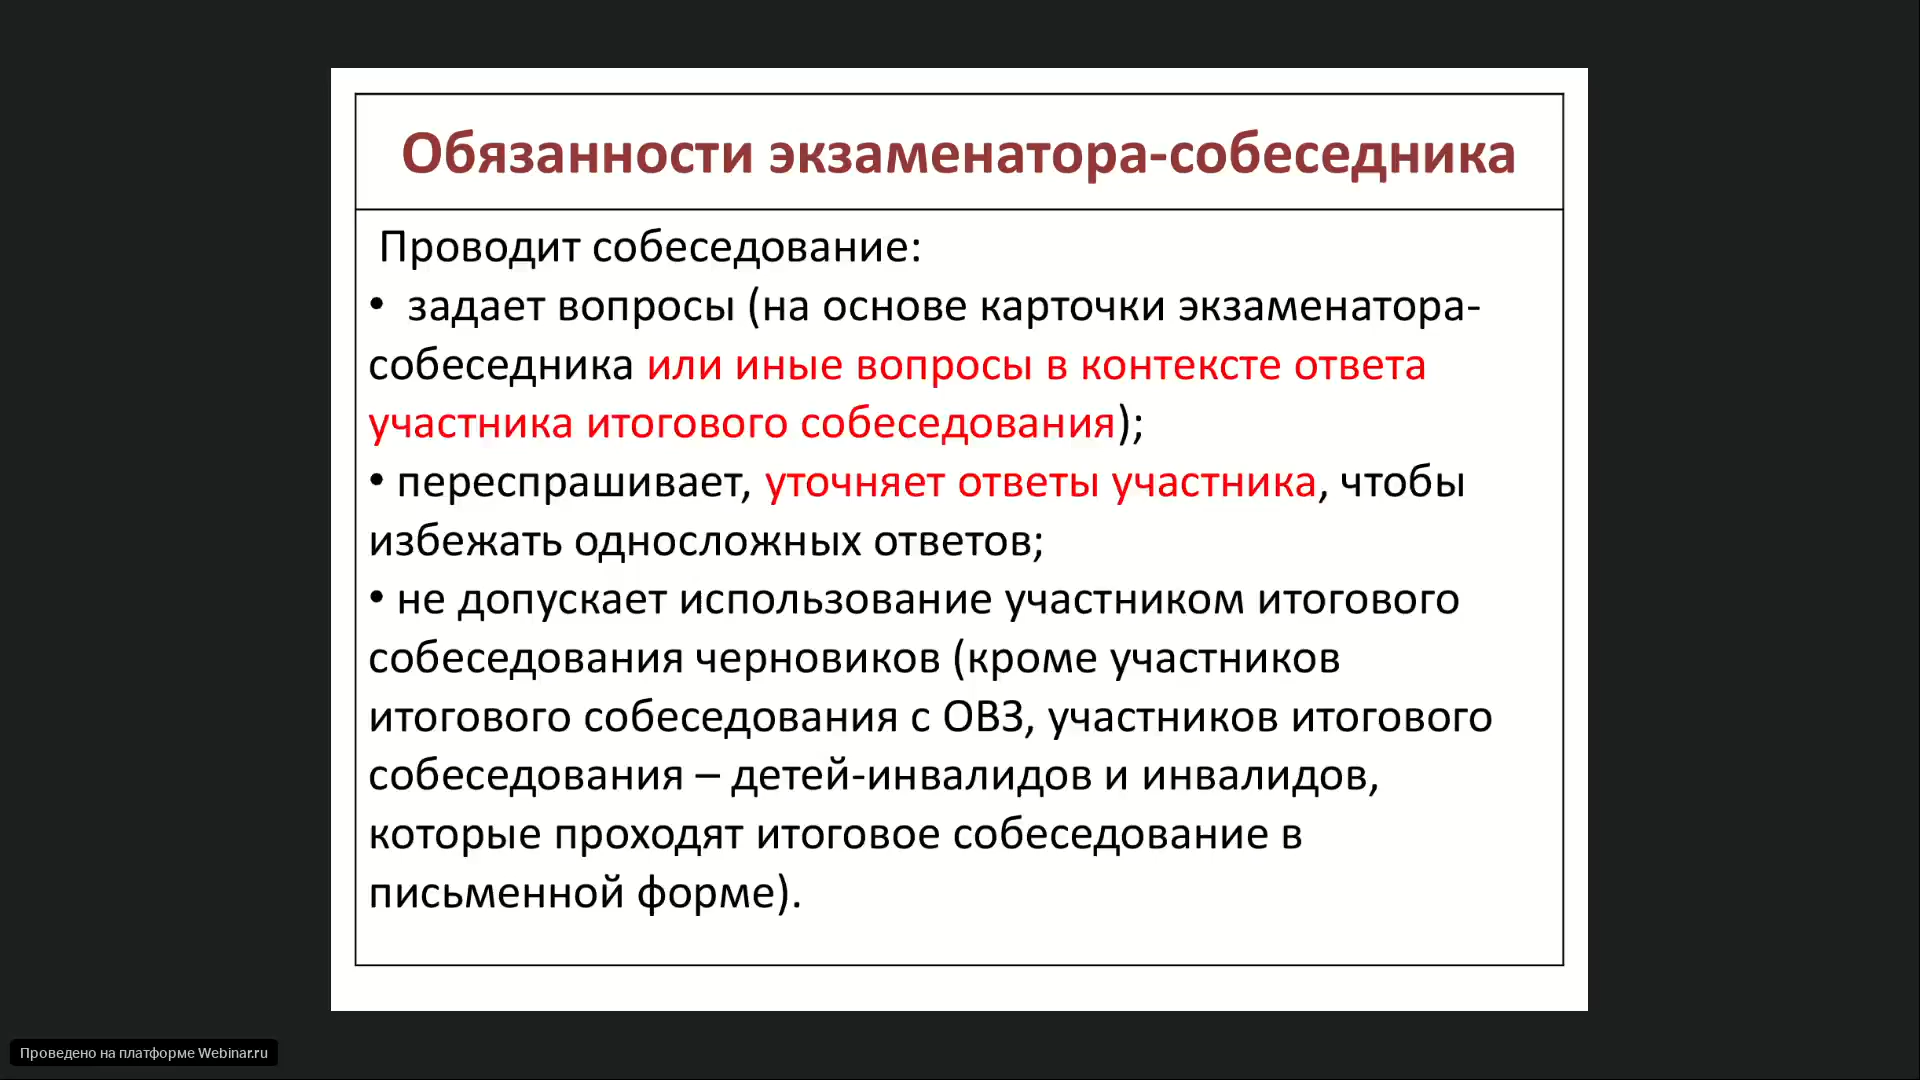 Обязанности экзаменатора-собеседника
Проводит собеседование:
• задает вопросы (на основе карточки экзаменатора-
собеседника или иные вопросы в контексте ответа
участника итогового собеседования);
• переспрашивает, уточняет ответы участника, чтобы
избежать односложных ответов;
• не допускает использование участником итогового
собеседования черновиков (кроме участников
итогового собеседования с ОВЗ, участников итогового
собеседования – детей-инвалидов и инвалидов,
которые проходят итоговое собеседование в
письменной форме).
Проведено на платформе Webinar.ru